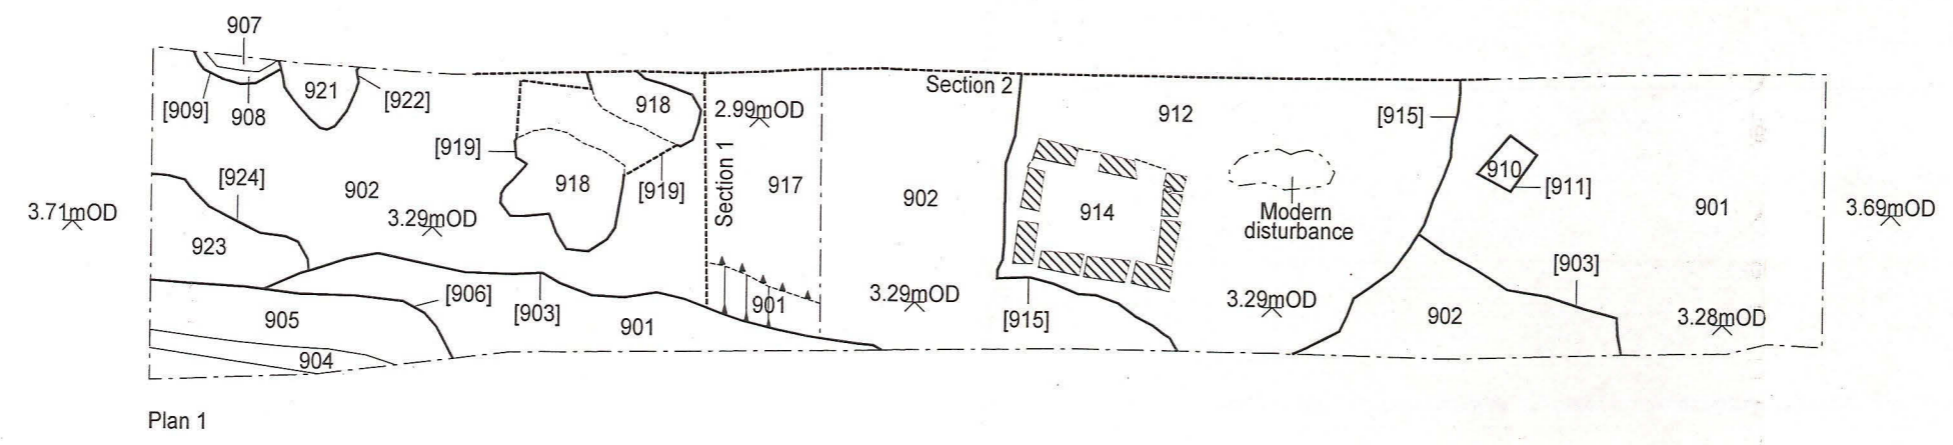 907
921
[909]
908
[922]
918
2.99mOD
Section 2
912
[915]
[919]
910
[924]
902
918
[919]
Section 1
917
902
914
[911]
901
3.71mOD
3.29mOD
Modern
disturbance
3.69mOD
923
[903]
[906]
3.29mOD
3.29mOD
905
[903]
901
901
[915]
902
3.28mOD
904
Plan 1